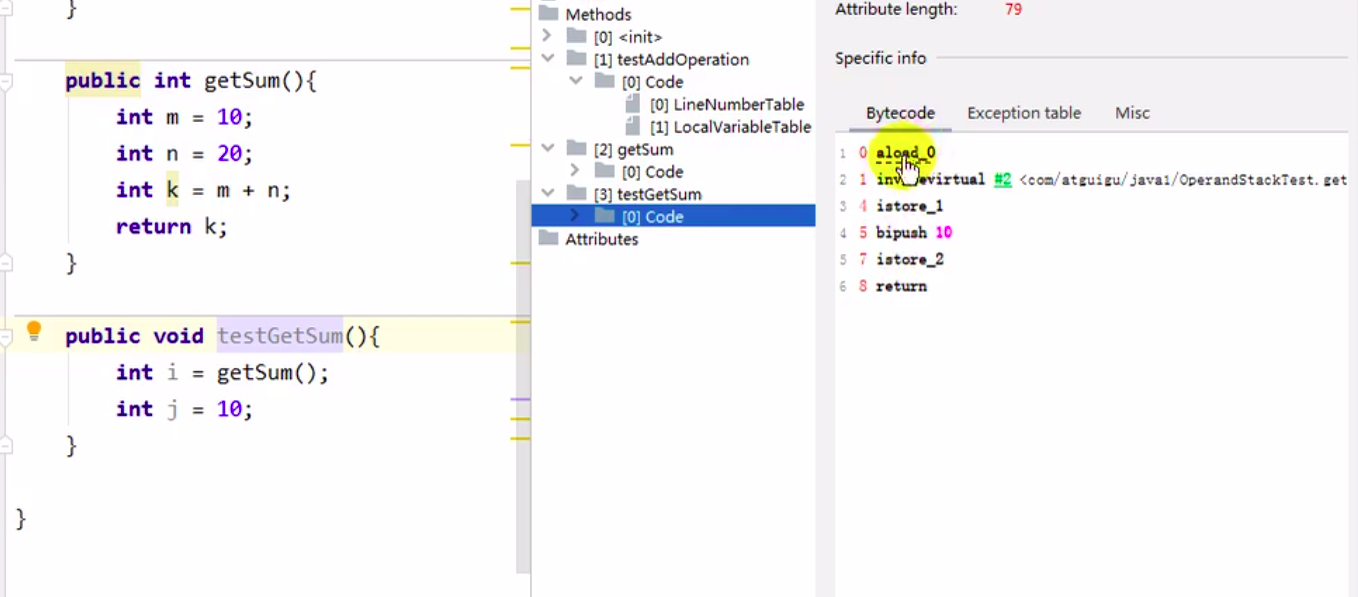 }
public int getSum(){
int m = 10;
int n = 20;
int k = m + n;
return k;
}
public void testGetSum(){
int i = getSum();
int j = 10;
}
}
Methods
[0] <init>
[1] testAddOperation
[0] Code
[0] LineNumberTable
[1] LocalVariableTable
[2] getSum
[0] Code
[3] testGetSum
[0] Code
Attributes
Attribute length: 79
Specific info
Bytecode Exception table Misc
1 0 aload_0
2 1 invokevirtual #2 <com/atguigu/java1/OperandStackTest.get
3 4 istore_1
4 5 bipush 10
5 7 istore_2
6 8 return